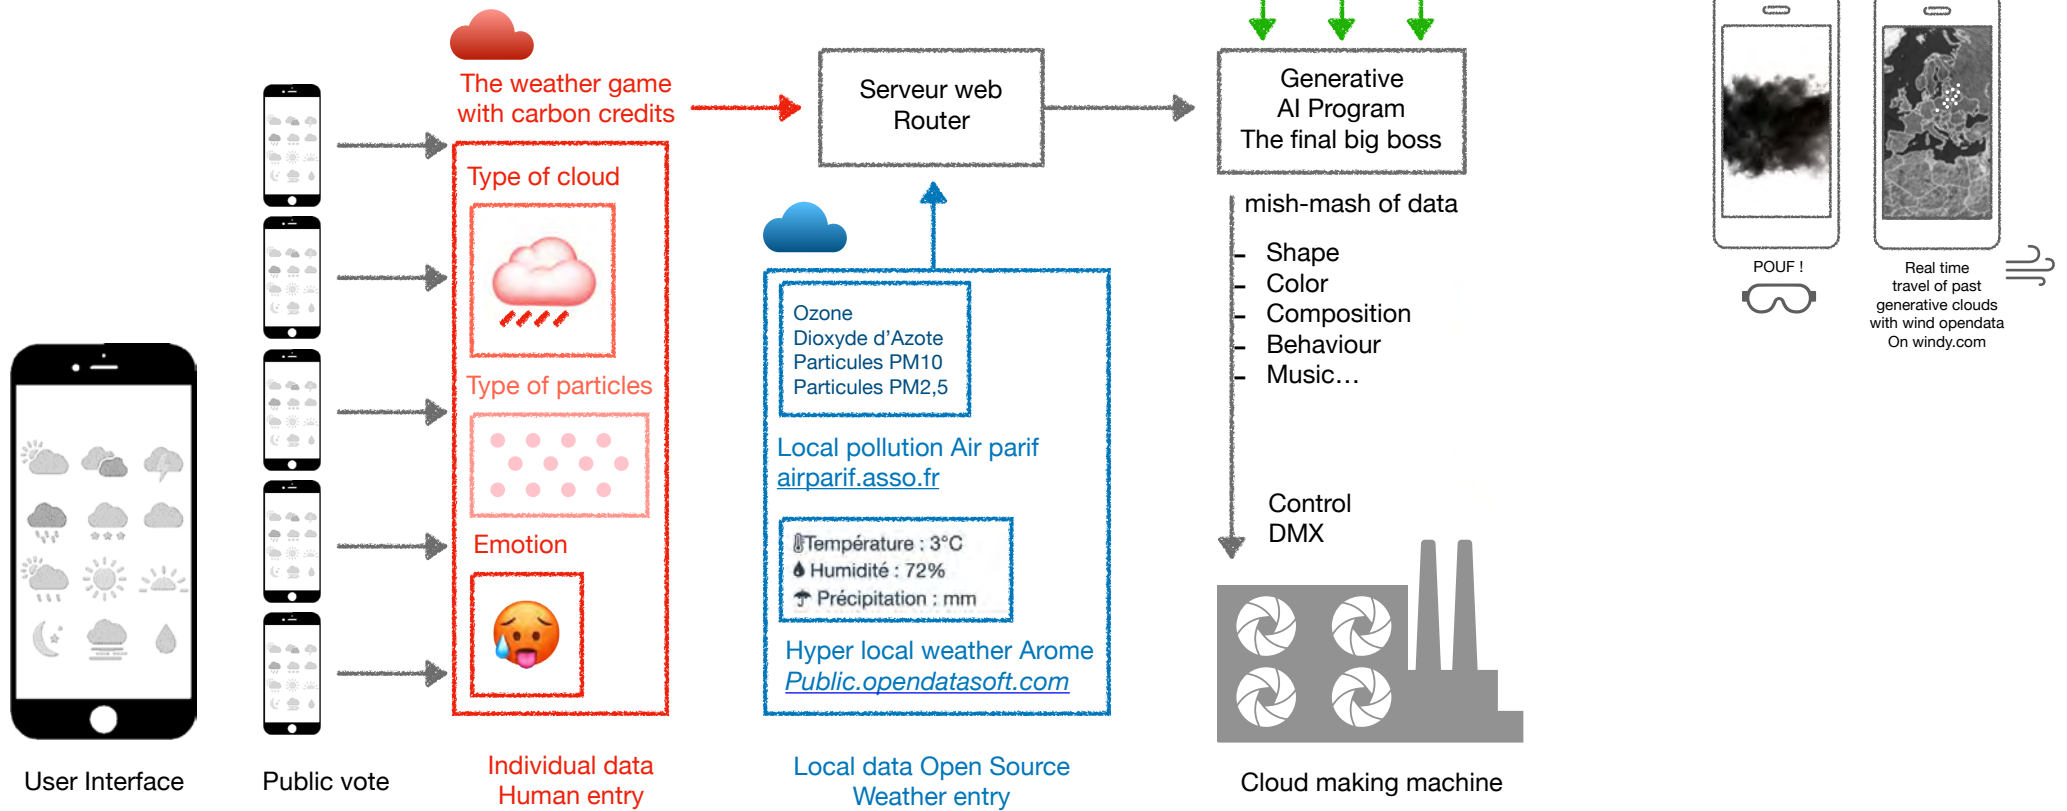 The weather game
with carbon credits
Type of cloud
Type of particles
Emotion
Individual data
Human entry
User Interface
Public vote
Serveur web
Router
Ozone
Dioxyde d'Azote
Particules PM10
Particules PM2,5
Local pollution Air parif
airparif.asso.fr
Température : 3°C
Humidité : 72%
Précipitation : mm
Hyper local weather Arome
Public.opendatasoft.com
Local data Open Source
Weather entry
Generative
AI Program
The final big boss
mish-mash of data
- Shape
- Color
- Composition
- Behaviour
- Music…
Control
DMX
Cloud making machine
POUF !
Real time
travel of past
generative clouds
with wind opendata
On windy.com